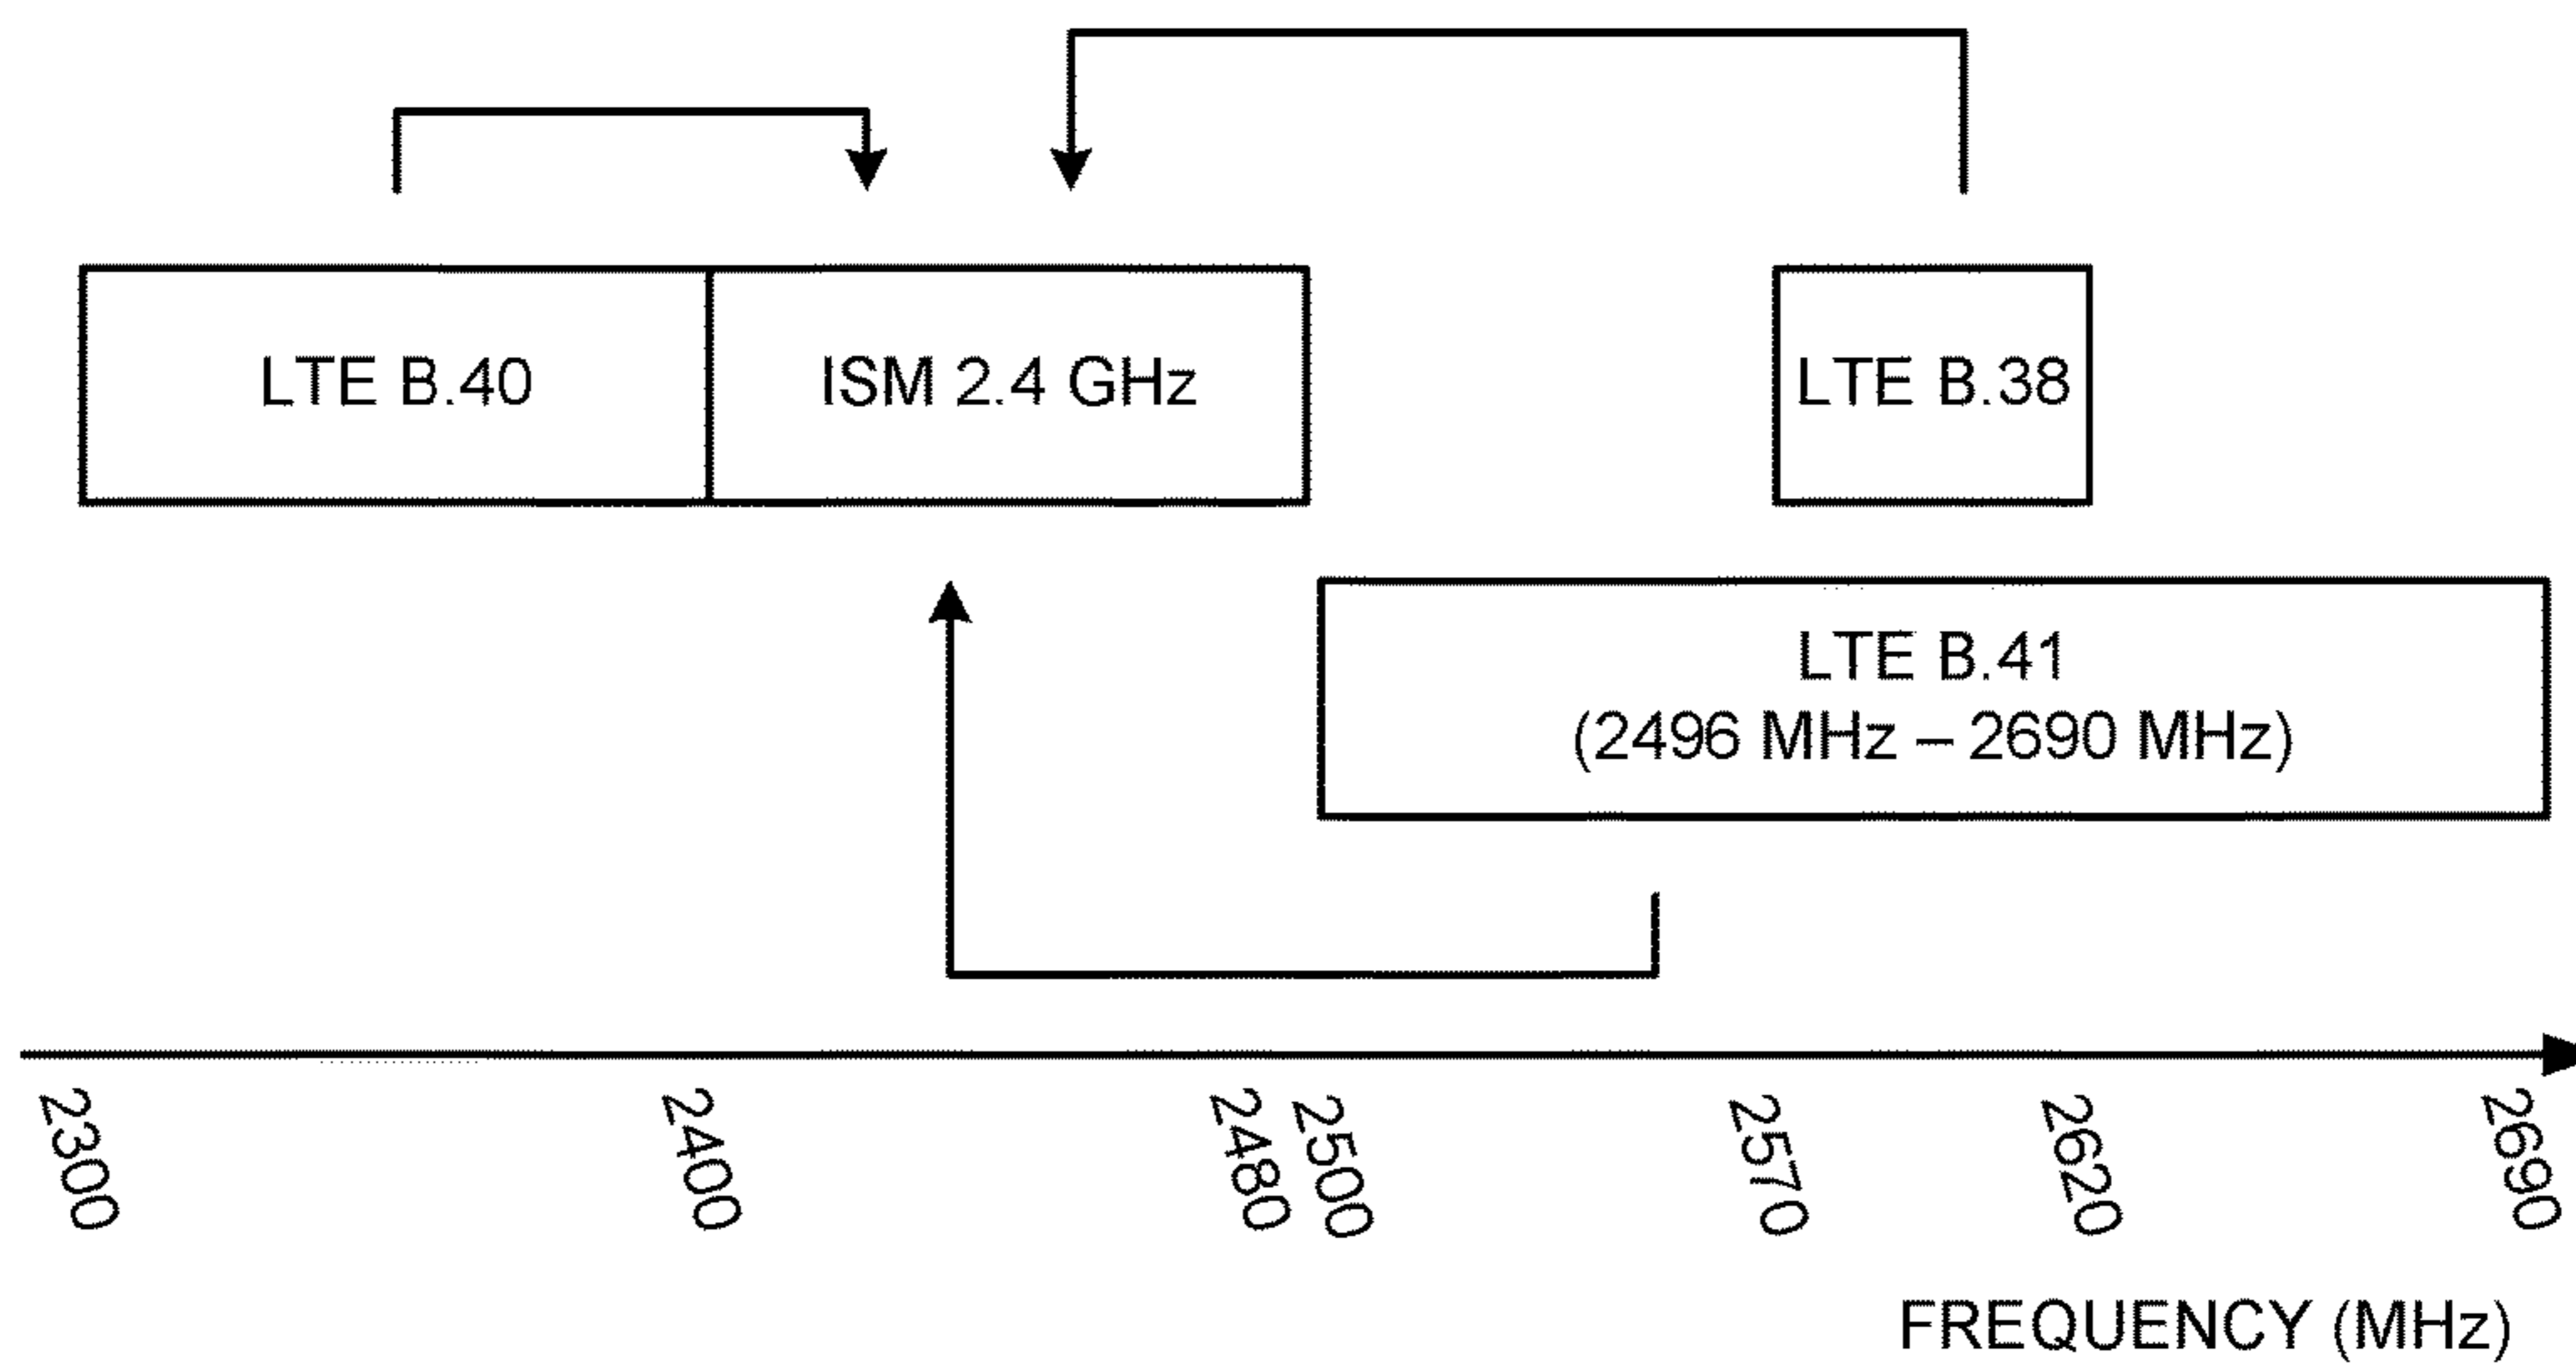 LTE B.40
ISM 2.4 GHz
LTE B.38
LTE B.41
(2496 MHz – 2690 MHz)
2300
2400
2480
2500
2570
2620
2690
FREQUENCY (MHz)